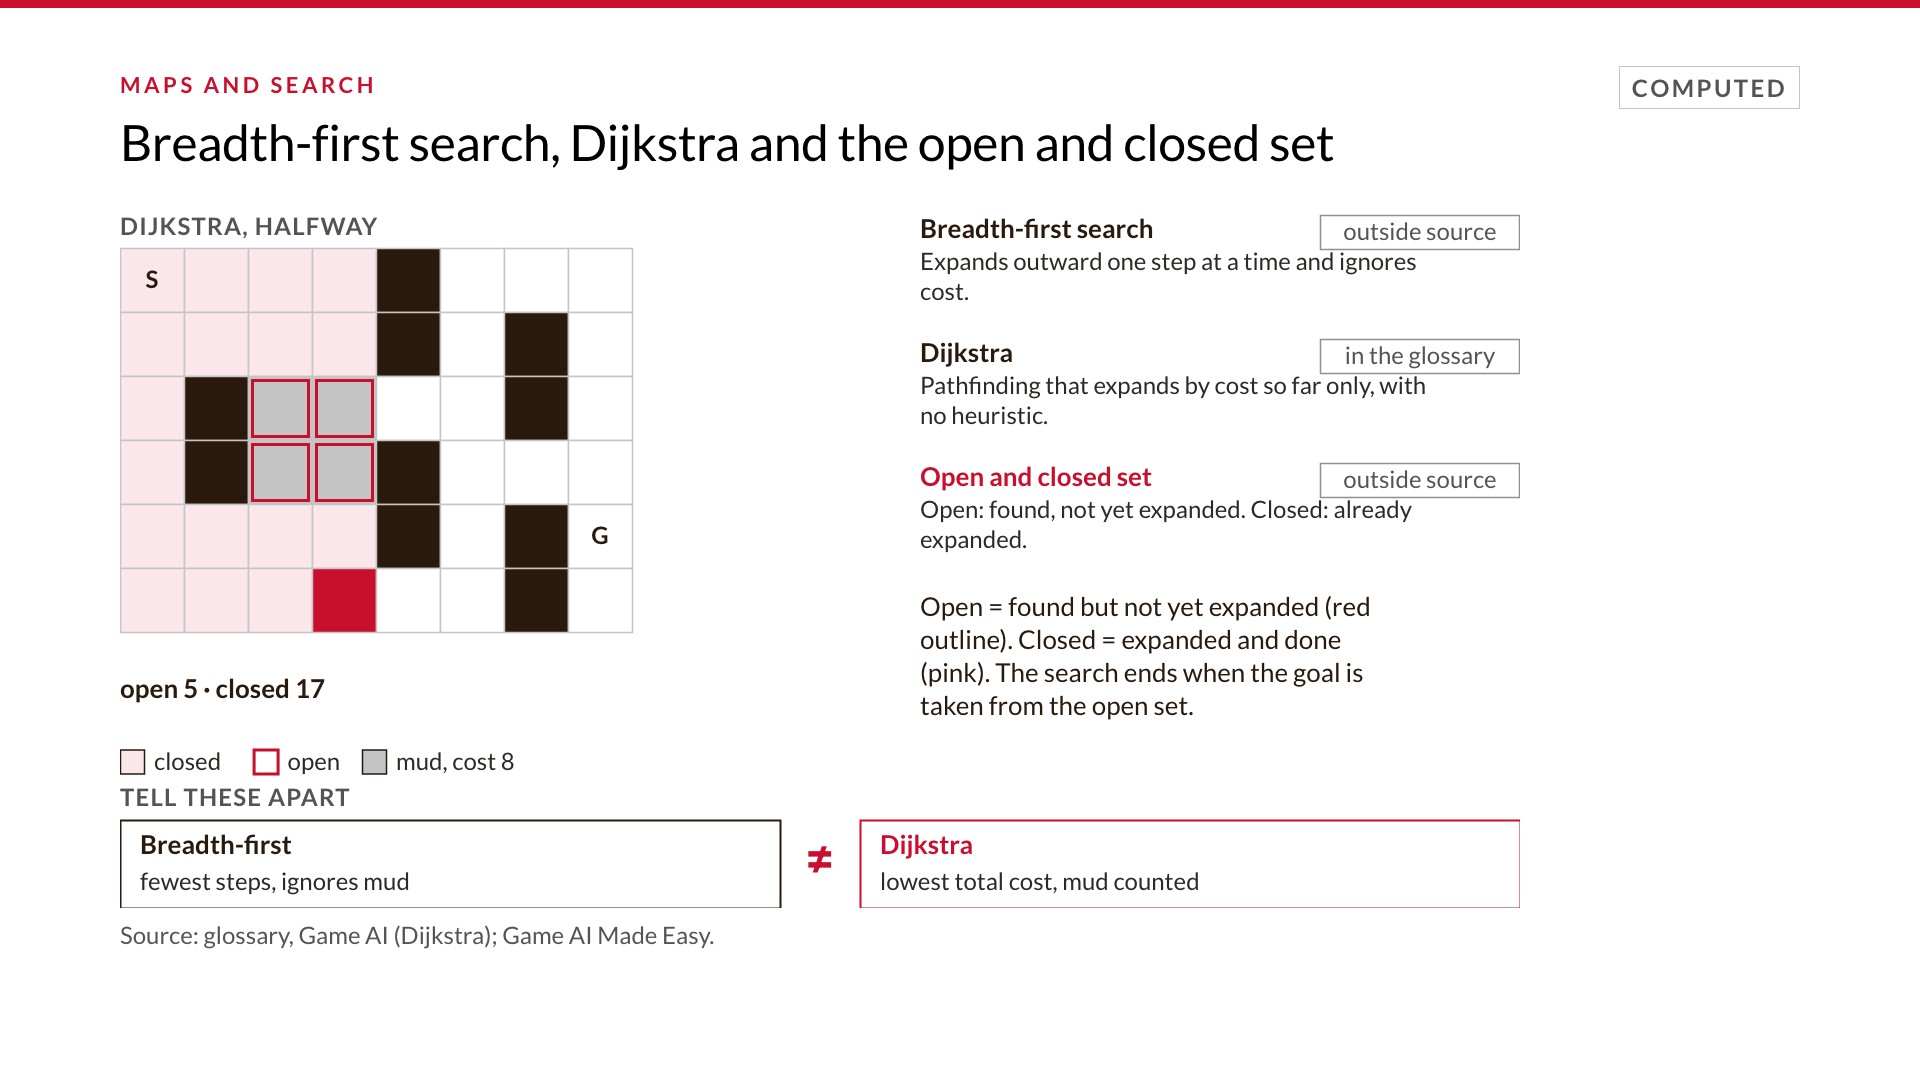 MAPS AND SEARCH
COMPUTED
Breadth-first search, Dijkstra and the open and closed set
DIJKSTRA, HALFWAY
S
G
open 5 · closed 17
closed
open
mud, cost 8
Breadth-first search
outside source
Expands outward one step at a time and ignores
cost.
Dijkstra
in the glossary
Pathfinding that expands by cost so far only, with
no heuristic.
Open and closed set
outside source
Open: found, not yet expanded. Closed: already
expanded.
Open = found but not yet expanded (red
outline). Closed = expanded and done
(pink). The search ends when the goal is
taken from the open set.
TELL THESE APART
Breadth-first
fewest steps, ignores mud
≠
Dijkstra
lowest total cost, mud counted
Source: glossary, Game AI (Dijkstra); Game AI Made Easy.